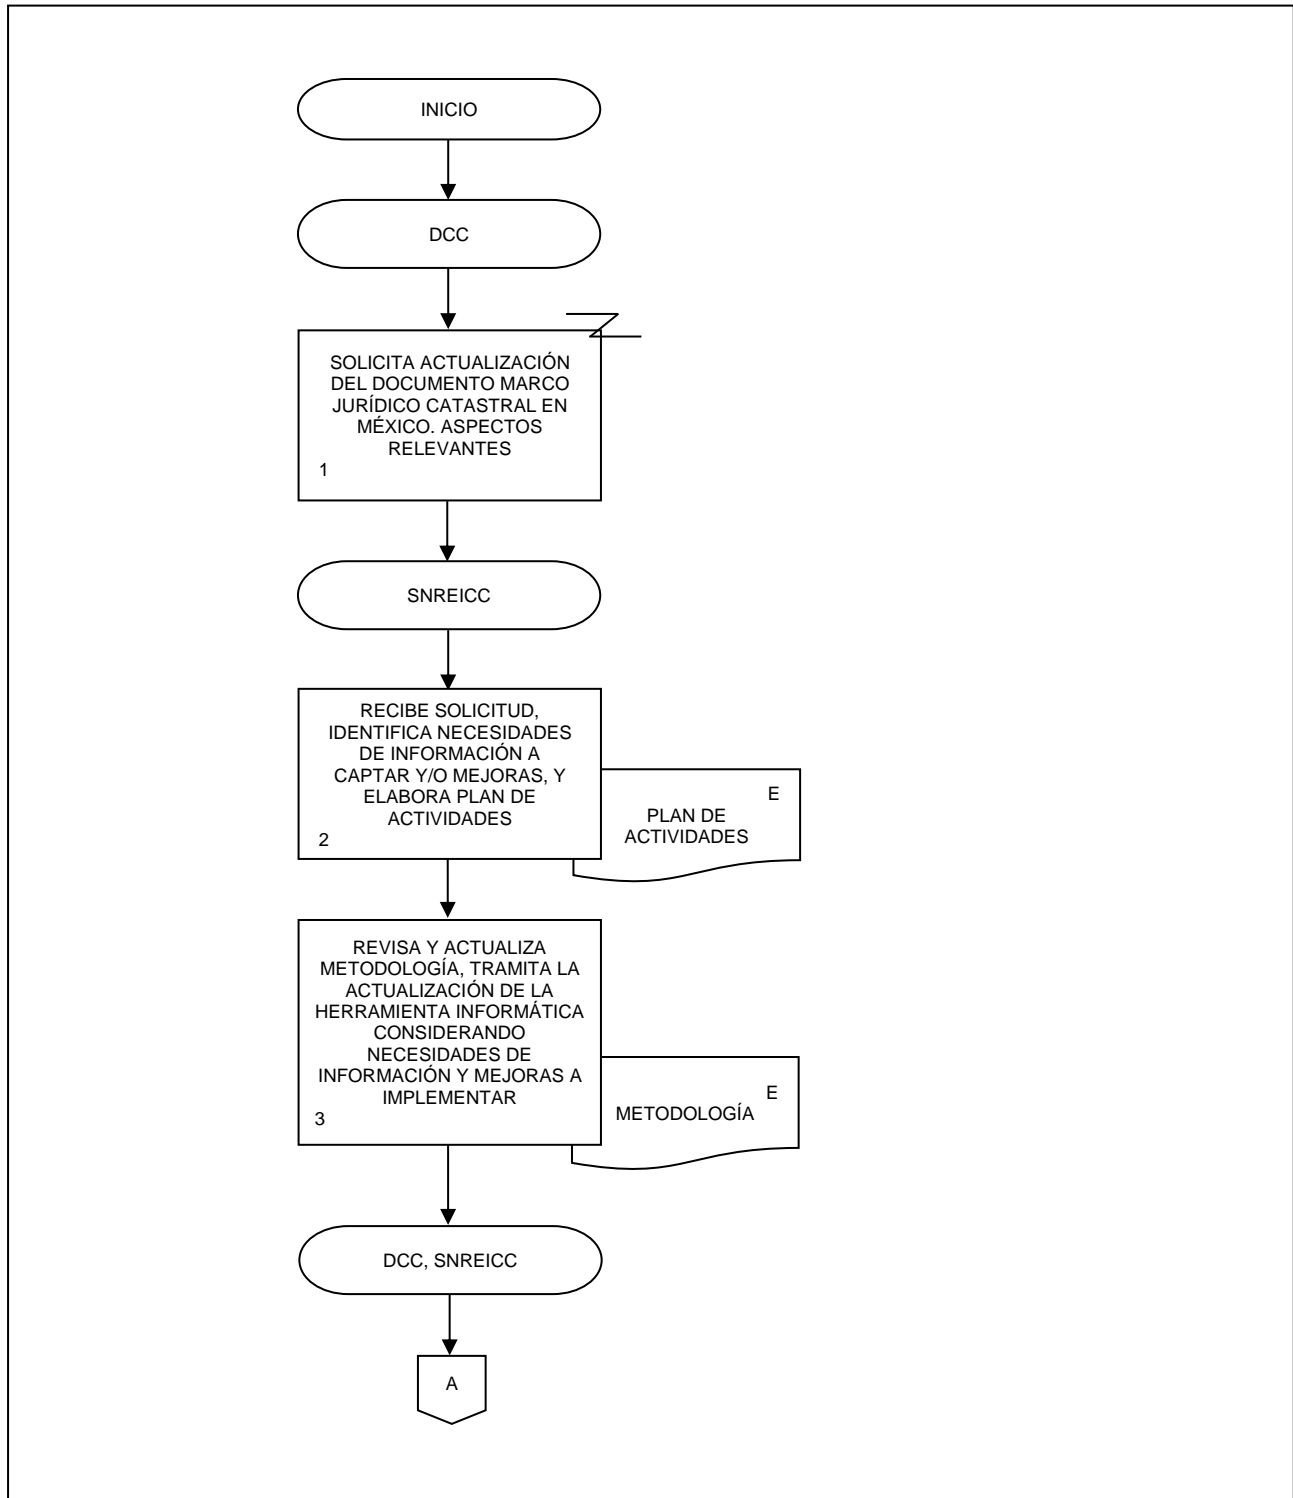 INICIO
DCC
SOLICITA ACTUALIZACIÓN
DEL DOCUMENTO MARCO
JURÍDICO CATASTRAL EN
MÉXICO. ASPECTOS
RELEVANTES
1
SNREICC
RECIBE SOLICITUD,
IDENTIFICA NECESIDADES
DE INFORMACIÓN A
CAPTAR Y/O MEJORAS, Y
ELABORA PLAN DE
ACTIVIDADES
2
E
PLAN DE
ACTIVIDADES
REVISA Y ACTUALIZA
METODOLOGÍA, TRAMITA LA
ACTUALIZACIÓN DE LA
HERRAMIENTA INFORMÁTICA
CONSIDERANDO
NECESIDADES DE
INFORMACIÓN Y MEJORAS A
IMPLEMENTAR
3
E
METODOLOGÍA
DCC, SNREICC
A